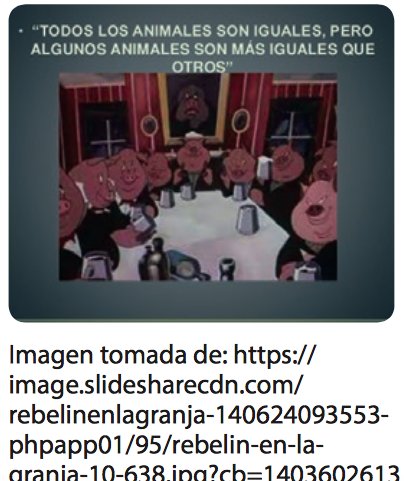 • “TODOS LOS ANIMALES SON IGUALES, PERO
ALGUNOS ANIMALES SON MÁS IGUALES QUE
OTROS”
Imagen tomada de: https://
image.slidesharecdn.com/
rebelinenlagranja-140624093553-
phpapp01/95/rebelin-en-la-
granja-10-638.jpg?cb=1403602613